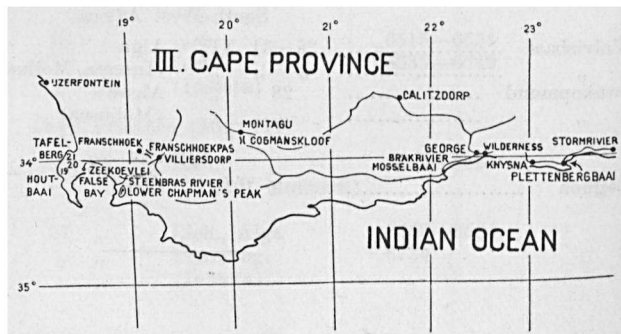 19° 20° 21° 22° 23°
III. CAPE PROVINCE
'IJZERFONTEIN
CALITZDORP
MONTAGU
COGMANSKLOOF
FRANSCHHOEK
FRANSCHHOEKPAS
VILLIERSDORP
TAFEL-
BERG 21
20
19
34°
ZEEKOEVLEI
HOUT-
BAAI
FALSE
BAY
STEENBRAS RIVIER
LOWER CHAPMAN'S PEAK
GEORGE
WILDERNESS
STORMRIVIER
BRAKRIVIER
MOSSELBAAI
KNYSNA
34°
PLETTENBERGBAAI
INDIAN OCEAN
35°